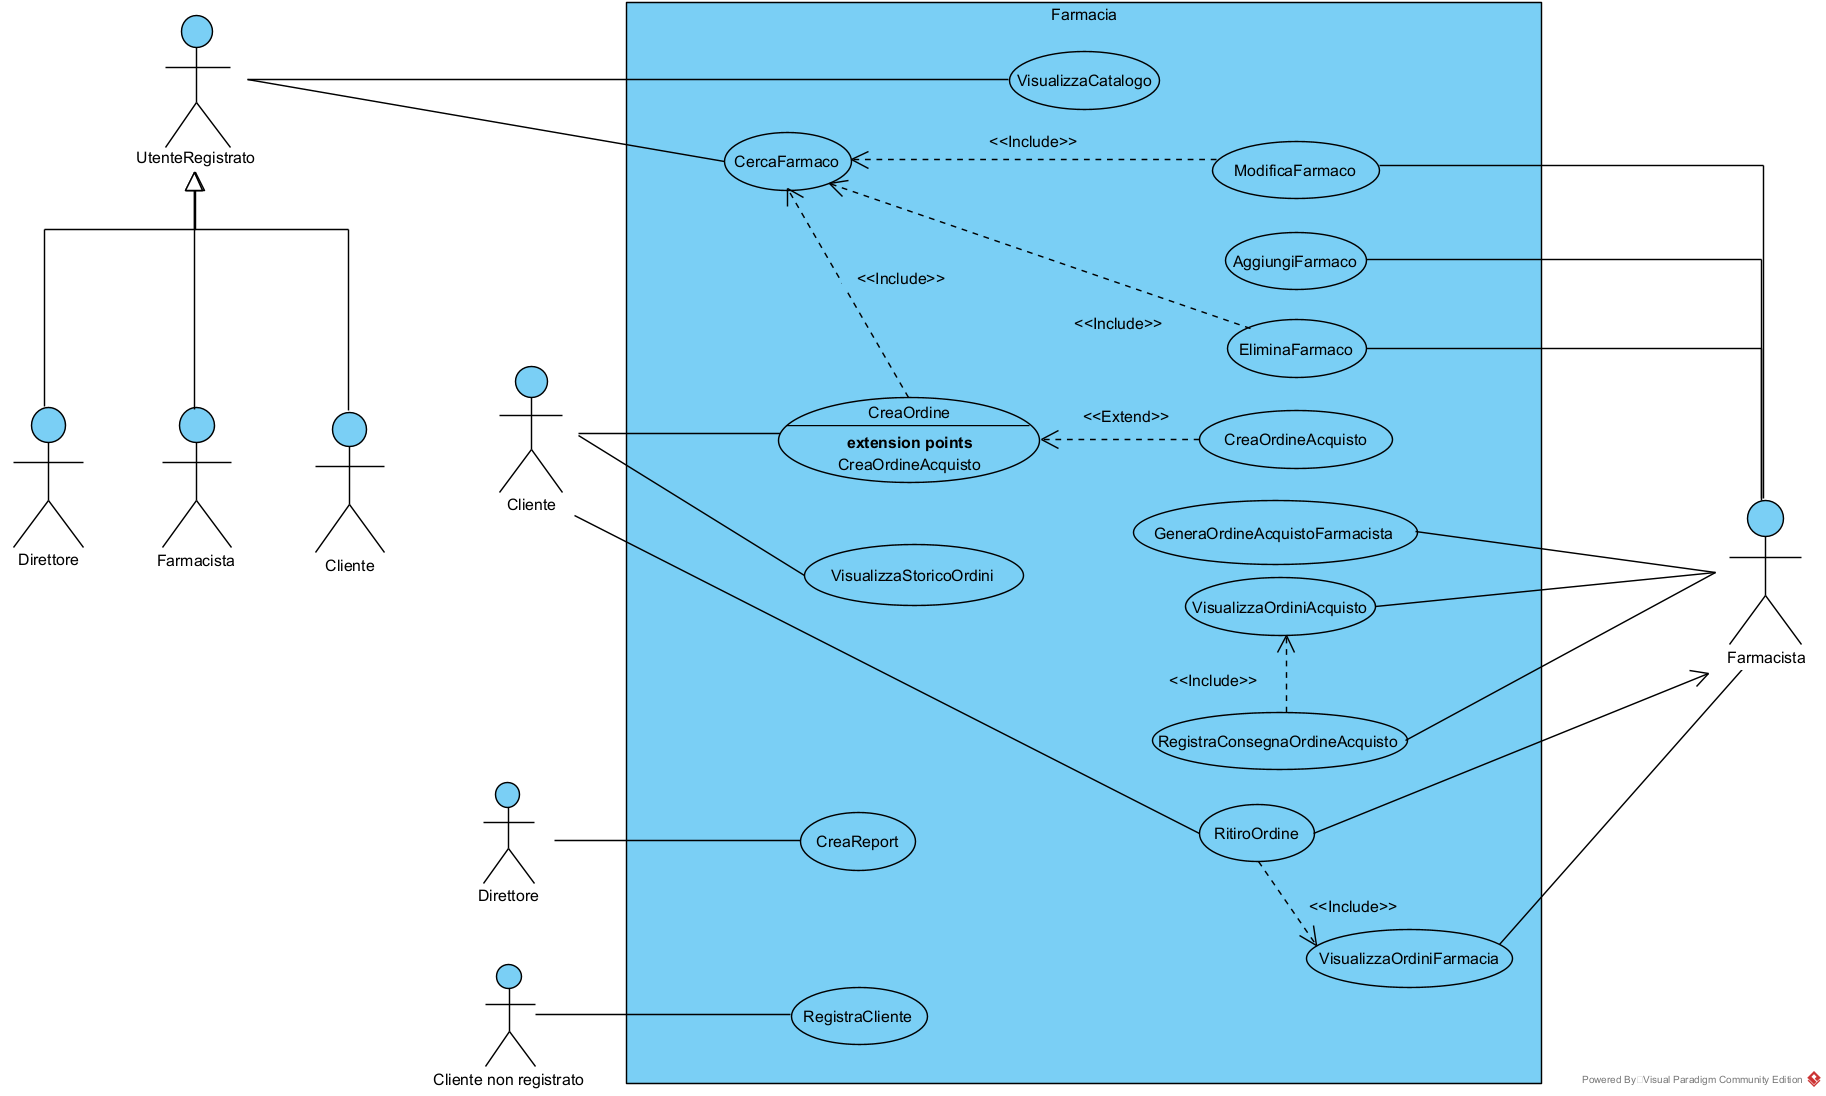 Farmacia
VisualizzaCatalogo
UtenteRegistrato
CercaFarmaco
<<Include>>
ModificaFarmaco
AggiungiFarmaco
<<Include>>
<<Include>>
EliminaFarmaco
CreaOrdine
extension points
CreaOrdineAcquisto
<<Extend>>
CreaOrdineAcquisto
Cliente
Direttore
Farmacista
Cliente
GeneraOrdineAcquistoFarmacista
VisualizzaStoricoOrdini
VisualizzaOrdiniAcquisto
Farmacista
<<Include>>
RegistraConsegnaOrdineAcquisto
RitiroOrdine
CreaReport
Direttore
<<Include>>
VisualizzaOrdiniFarmacia
RegistraCliente
Cliente non registrato
Powered By Visual Paradigm Community Edition